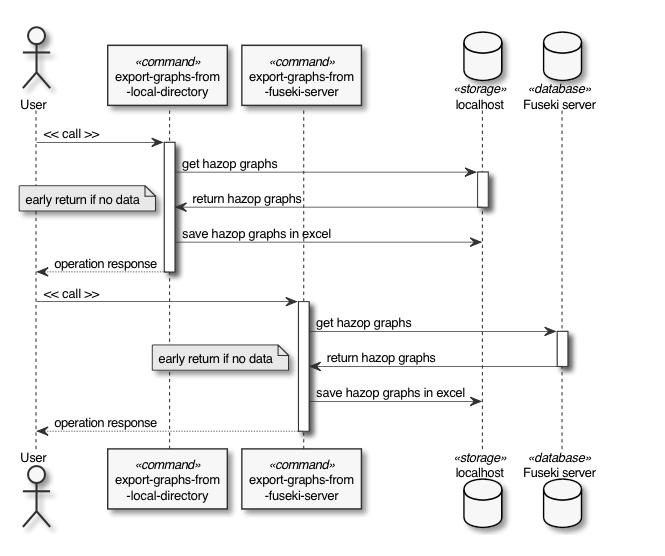 «command»
export-graphs-from
-local-directory
«command»
export-graphs-from
-fuseki-server
User
«storage»
localhost
«database»
Fuseki server
<< call >>
get hazop graphs
early return if no data
return hazop graphs
save hazop graphs in excel
operation response
<< call >>
get hazop graphs
early return if no data
return hazop graphs
save hazop graphs in excel
operation response
User
«command»
export-graphs-from
-local-directory
«command»
export-graphs-from
-fuseki-server
«storage»
localhost
«database»
Fuseki server